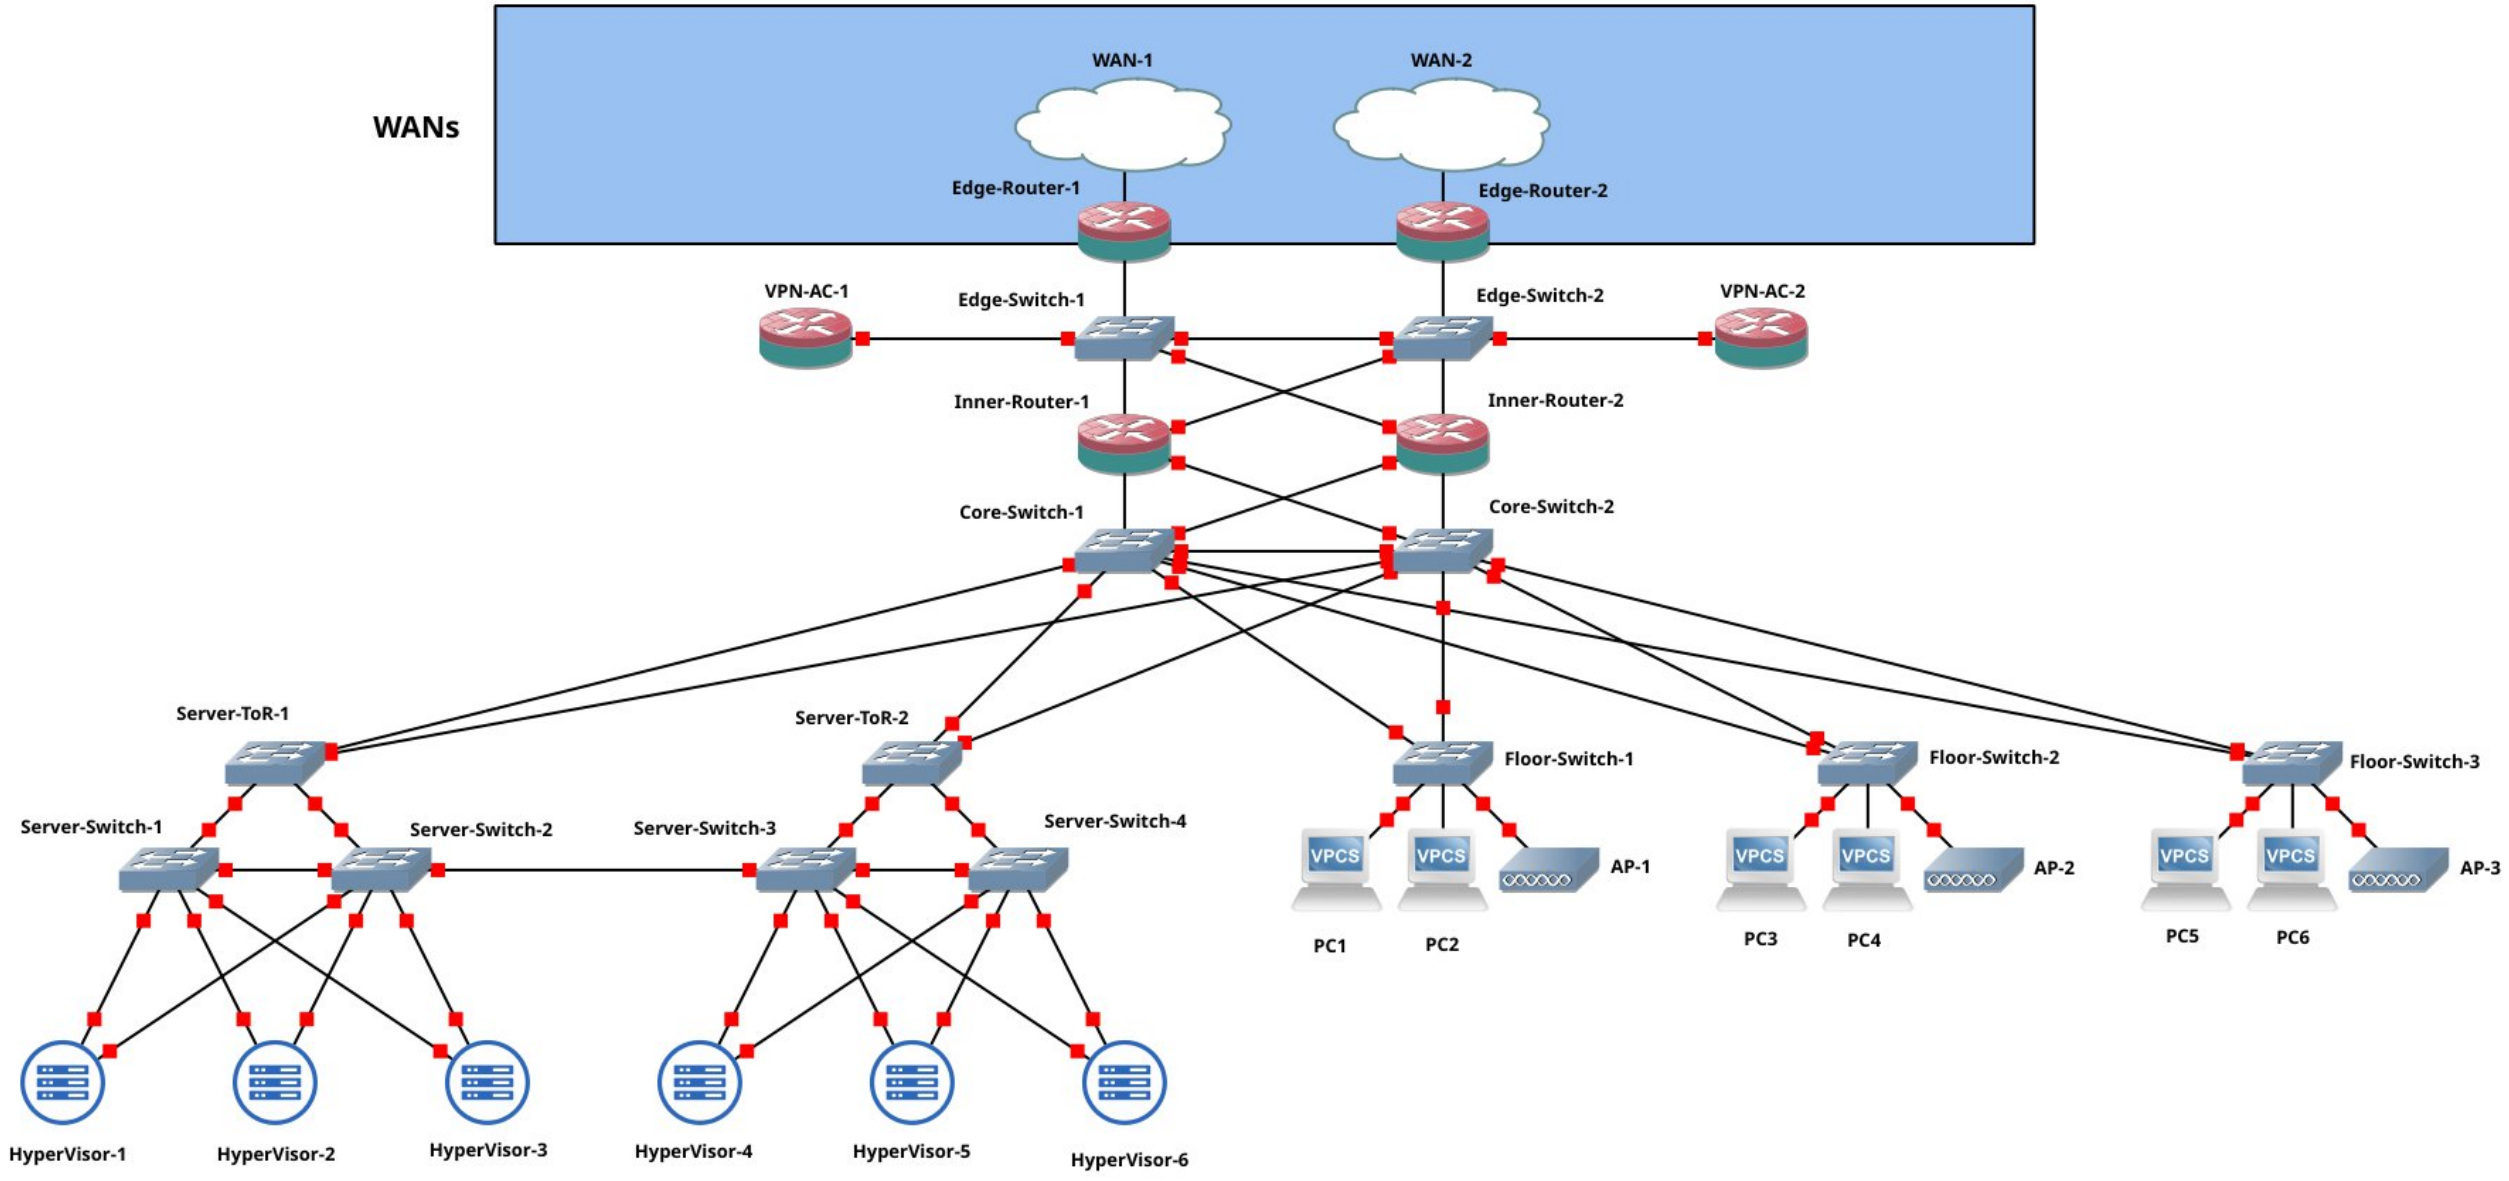 WAN-1
WAN-2
WANs
Edge-Router-1
Edge-Router-2
VPN-AC-1
Edge-Switch-1
Edge-Switch-2
VPN-AC-2
Inner-Router-1
Inner-Router-2
Core-Switch-1
Core-Switch-2
Server-ToR-1
Server-ToR-2
Floor-Switch-1
Floor-Switch-2
Floor-Switch-3
Server-Switch-1
Server-Switch-2
Server-Switch-3
Server-Switch-4
VPCS
VPCS
AP-1
VPCS
VPCS
AP-2
VPCS
VPCS
AP-3
PC1
PC2
PC3
PC4
PC5
PC6
HyperVisor-1
HyperVisor-2
HyperVisor-3
HyperVisor-4
HyperVisor-5
HyperVisor-6